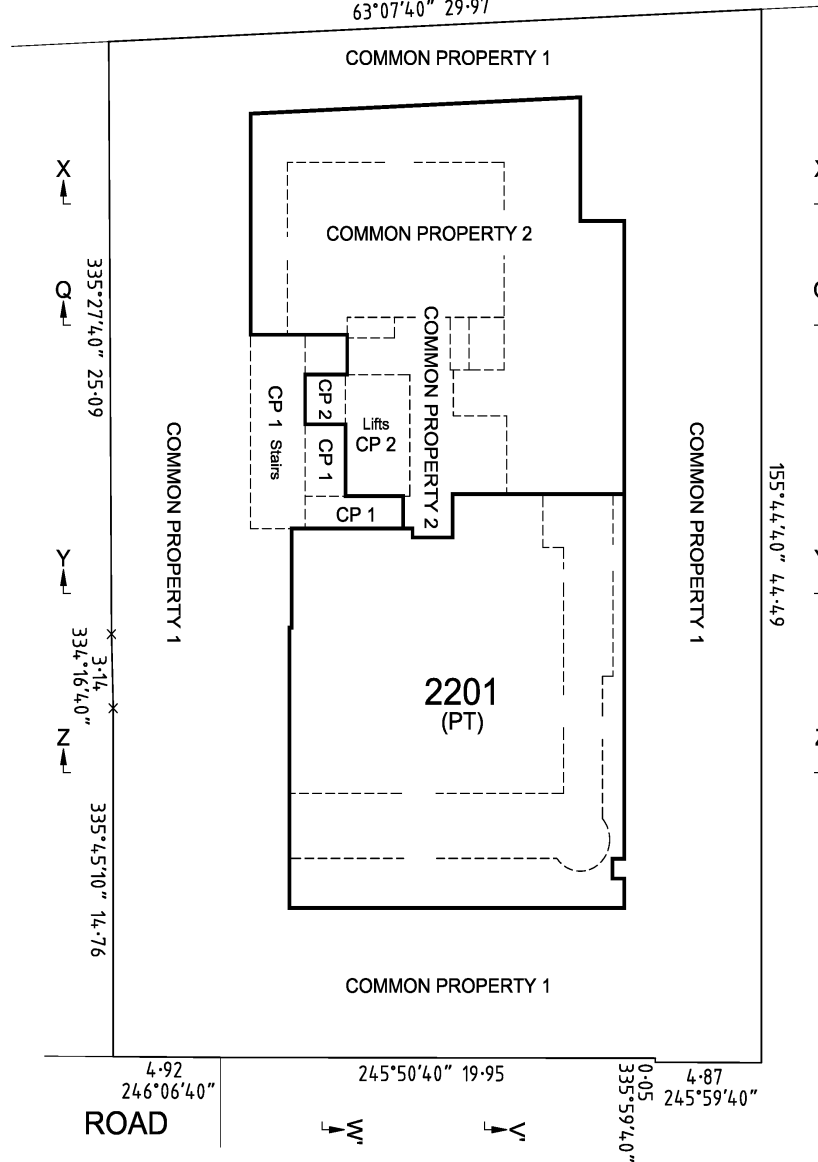 63°07'40" 29·97
COMMON PROPERTY 1
X
COMMON PROPERTY 2
Q
335°27'40" 25·09
COMMON PROPERTY 2
CP 1 Stairs
CP 2
Lifts
CP 2
CP 1
CP 1
COMMON PROPERTY 1
COMMON PROPERTY 1
155°44'40" 44·49
Y
3·14
334°16'40"
2201
(PT)
Z
335°45'10" 14·76
COMMON PROPERTY 1
4·92
246°06'40"
245°50'40" 19·95
0·05
335°59'40"
4·87
245°59'40"
ROAD
W'
V'